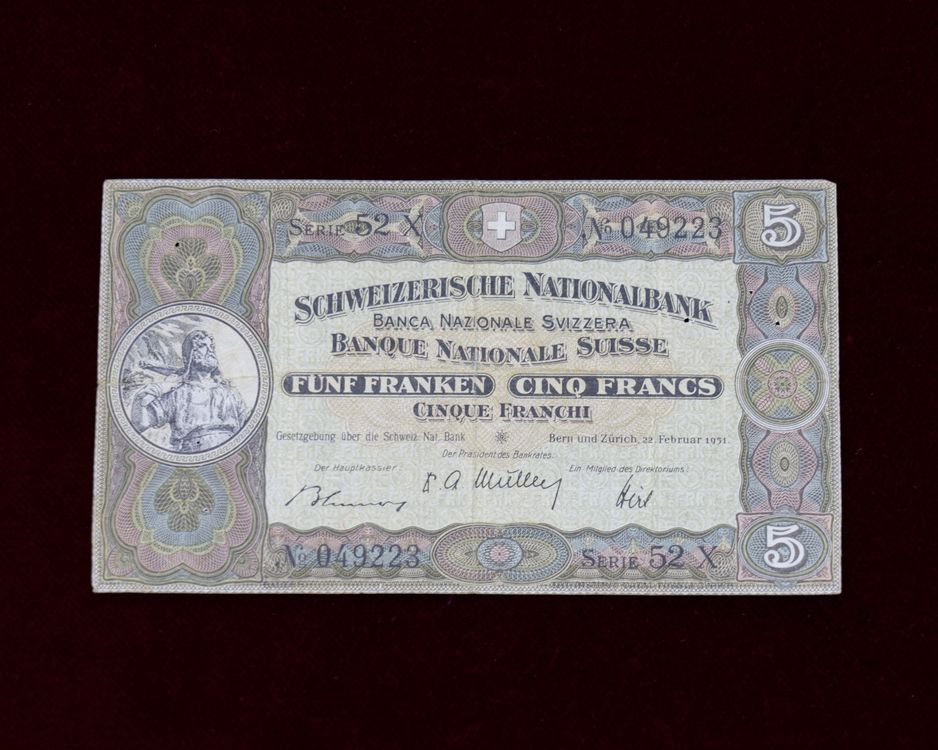 SERIE 52 X
No 049223
5
SCHWEIZERISCHE NATIONALBANK
BANCA NAZIONALE SVIZZERA
BANQUE NATIONALE SUISSE
FÜNF FRANKEN CINQ FRANCS
CINQUE FRANCHI
Gesetzgebung über die Schweiz. Nat. Bank
Bern und Zürich, 22. Februar 1951.
Der Präsident des Bankrates:
Der Hauptkassier:
Ein Mitglied des Direktoriums:
Müller
Hirt
No 049223
SERIE 52 X
5